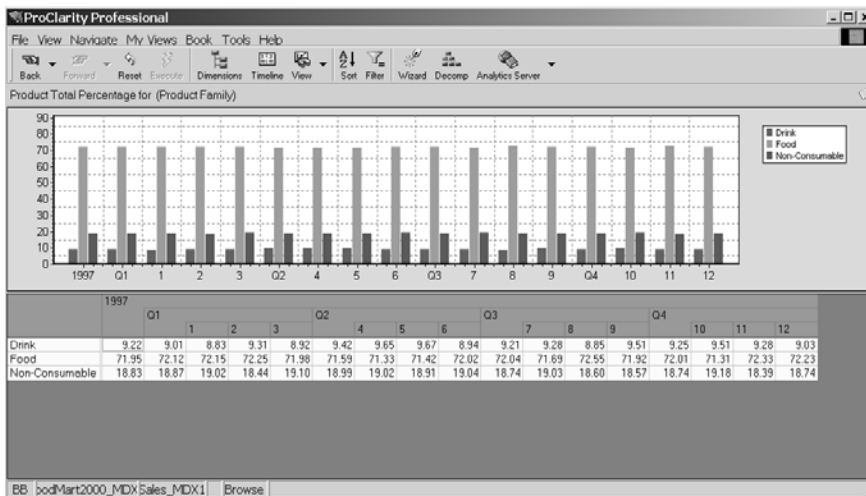 ProClarity Professional
File View Navigate My Views Book Tools Help
Back Forward Reset Execute Dimensions Timeline View Sort Filter Wizard Decomp Analytics Server
Product Total Percentage for (Product Family)
90
80
70
60
50
40
30
20
10
0
1997 Q1 1 2 3 Q2 4 5 6 Q3 7 8 9 Q4 10 11 12
Drink
Food
Non-Consumable
1997
Q1 Q2 Q3 Q4
1 2 3 4 5 6 7 8 9 10 11 12
Drink 9.22 9.01 8.83 9.31 8.92 9.42 9.65 9.67 8.94 9.21 9.28 8.85 9.51 9.25 9.51 9.28 9.03
Food 71.95 72.12 72.15 72.25 71.98 71.59 71.33 71.42 72.02 72.04 71.69 72.55 71.92 72.01 71.31 72.33 72.23
Non-Consumable 18.83 18.87 19.02 18.44 19.10 18.99 19.02 18.91 19.04 18.74 19.03 18.60 18.57 18.74 19.18 18.39 18.74
BB oodMart2000_MDX Sales_MDX1 Browse